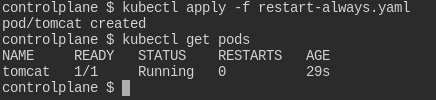 controlplane $ kubectl apply -f restart-always.yaml
pod/tomcat created
controlplane $ kubectl get pods
NAME     READY   STATUS    RESTARTS   AGE
tomcat   1/1     Running   0          29s
controlplane $